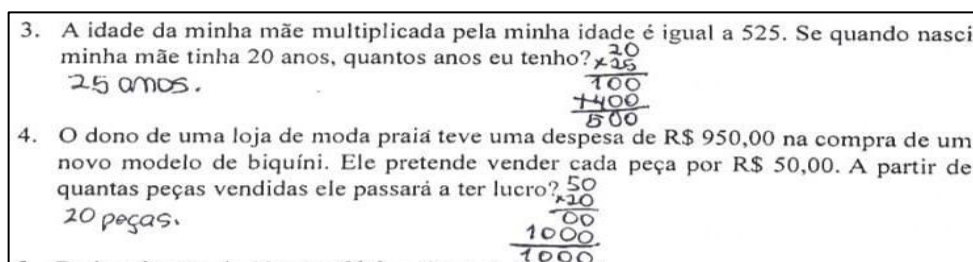 3. A idade da minha mãe multiplicada pela minha idade é igual a 525. Se quando nasci
minha mãe tinha 20 anos, quantos anos eu tenho?
20
×25
100
+400
500
25 anos.
4. O dono de uma loja de moda praia teve uma despesa de R$ 950,00 na compra de um
novo modelo de biquíni. Ele pretende vender cada peça por R$ 50,00. A partir de
quantas peças vendidas ele passará a ter lucro?
50
×20
00
1000
1000
20 peças.